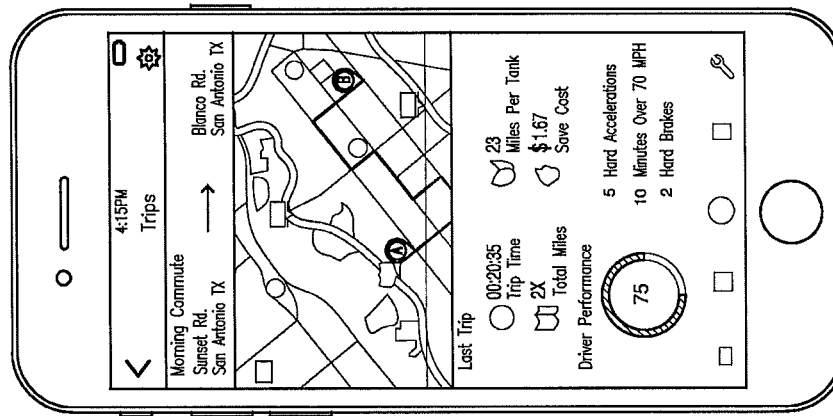 4:15PM
Trips
Morning Commute
Sunset Rd.
San Antonio TX
Blanco Rd.
San Antonio TX
A
B
Last Trip
00:20:35
Trip Time
23
Miles Per Tank
2X
Total Miles
$1.67
Save Cost
Driver Performance
75
5 Hard Accelerations
10 Minutes Over 70 MPH
2 Hard Brakes